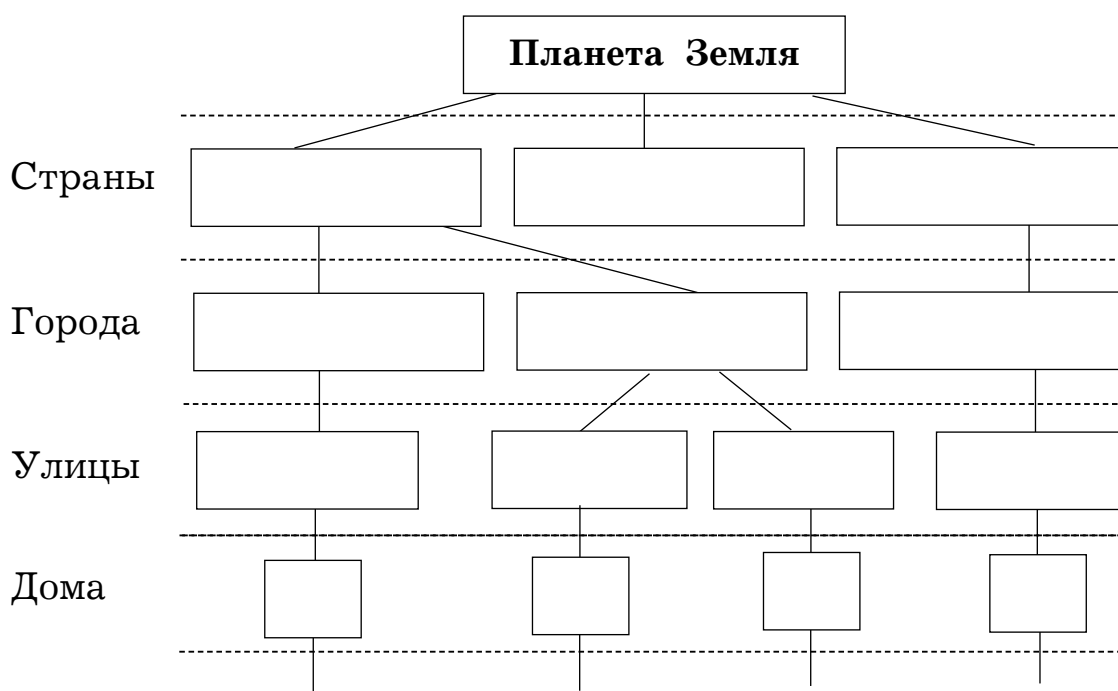 Планета Земля
Страны
Города
Улицы
Дома